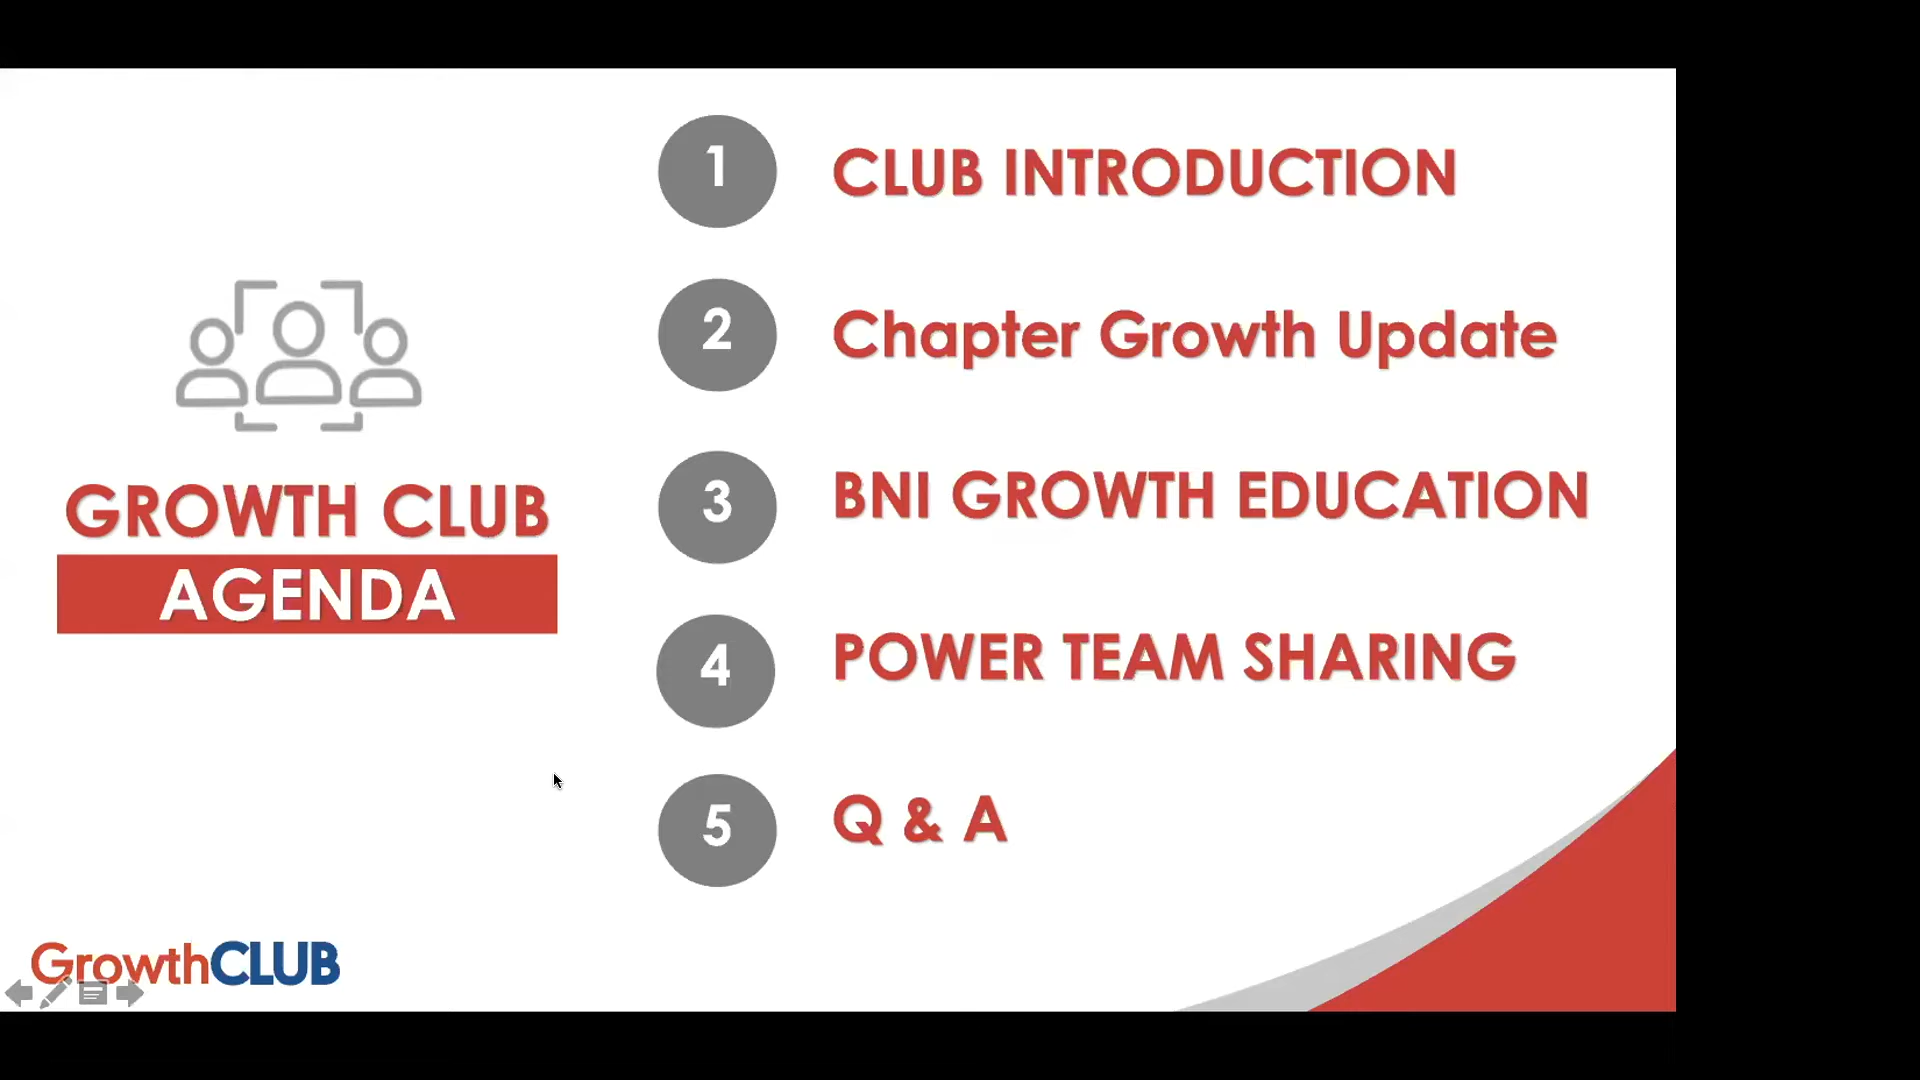 GROWTH CLUB
AGENDA
1
CLUB INTRODUCTION
2
Chapter Growth Update
3
BNI GROWTH EDUCATION
4
POWER TEAM SHARING
5
Q & A
GrowthCLUB